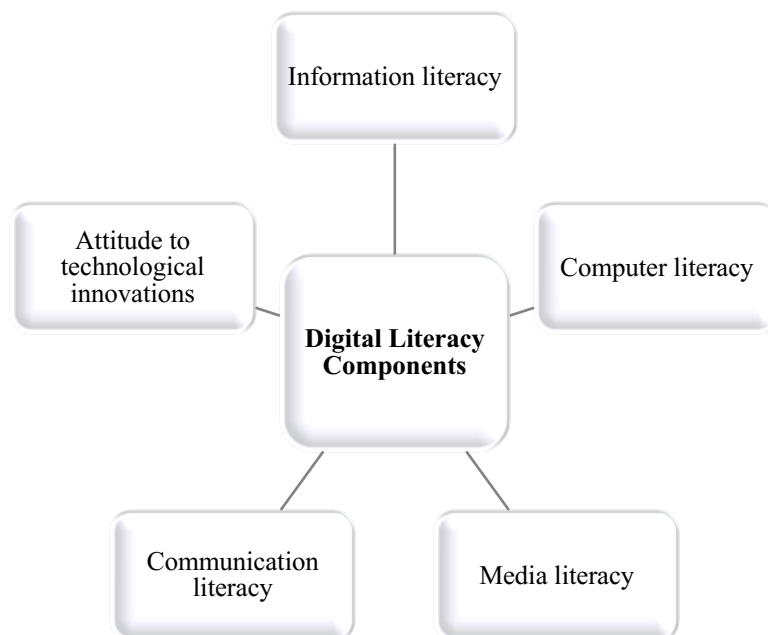 Information literacy
Attitude to
technological
innovations
Computer literacy
Digital Literacy
Components
Communication
literacy
Media literacy